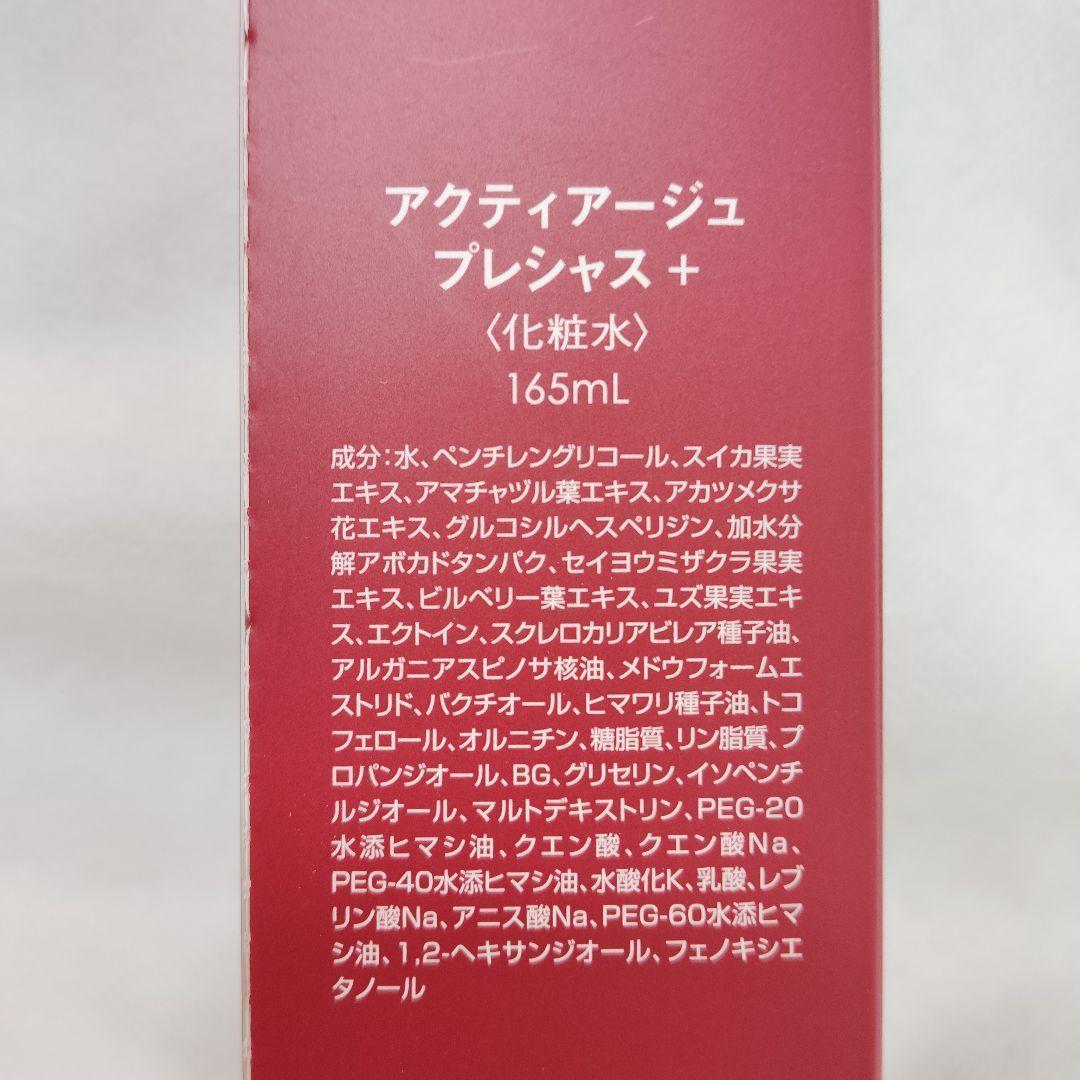 アクティアージュ
プレシャス +
〈化粧水〉
165mL
成分:水、ペンチレングリコール、スイカ果実
エキス、アマチャヅル葉エキス、アカツメクサ
花エキス、グルコシルヘスペリジン、加水分
解アボカドタンパク、セイヨウミザクラ果実
エキス、ビルベリー葉エキス、ユズ果実エキ
ス、エクトイン、スクレロカリアビレア種子油、
アルガニアスピノサ核油、メドウフォームエ
ストリド、バクチオール、ヒマワリ種子油、トコ
フェロール、オルニチン、糖脂質、リン脂質、プ
ロパンジオール、BG、グリセリン、イソペンチ
ルジオール、マルトデキストリン、PEG-20
水添ヒマシ油、クエン酸、クエン酸Na、
PEG-40水添ヒマシ油、水酸化K、乳酸、レブ
リン酸Na、アニス酸Na、PEG-60水添ヒマ
シ油、1,2-ヘキサンジオール、フェノキシエ
タノール